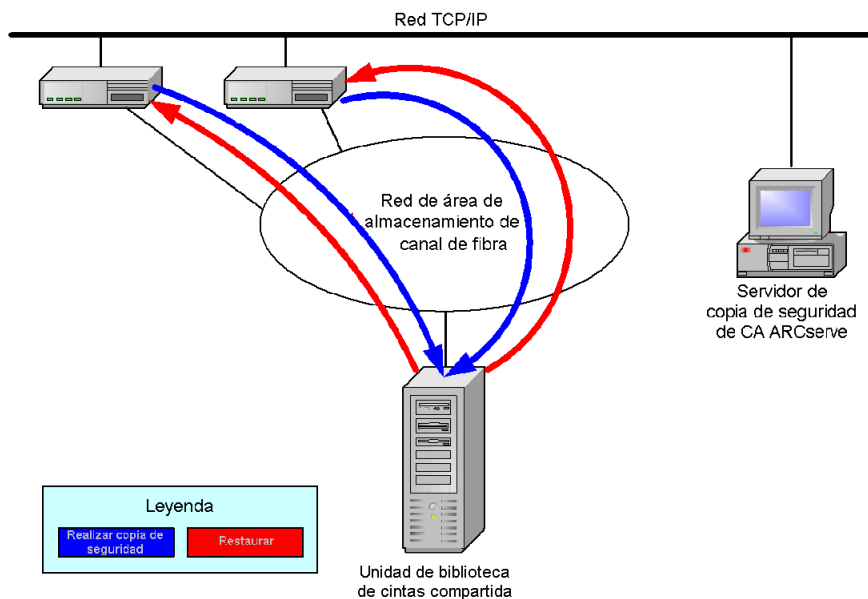 Red TCP/IP
Red de área de
almacenamiento de
canal de fibra
Servidor de
copia de seguridad
de CA ARCserve
Leyenda
Realizar copia de
seguridad
Restaurar
Unidad de biblioteca
de cintas compartida